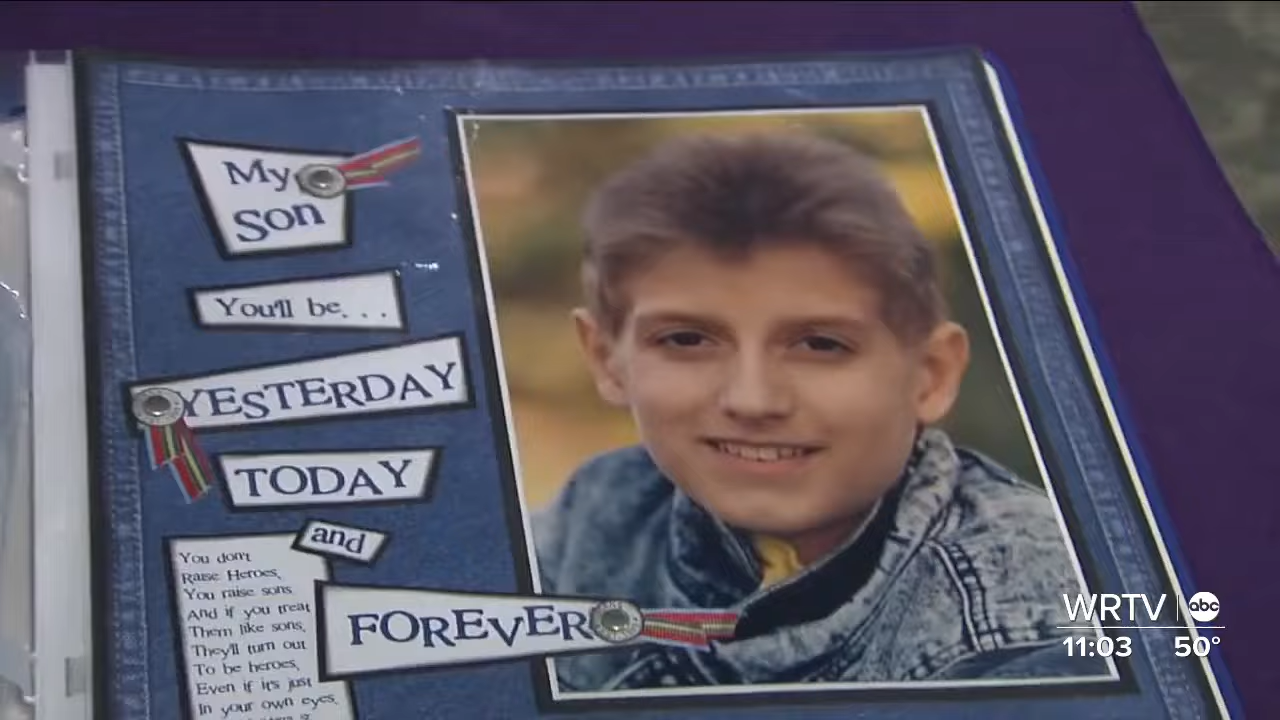 My
Son
You'll be. . .
YESTERDAY
TODAY
and
FOREVER
You don't
Raise Heroes,
You raise sons.
And if you treat
Them like sons,
They'll turn out
To be heroes,
Even if it's just
In your own eyes.
WRTV abc
11:03 50°